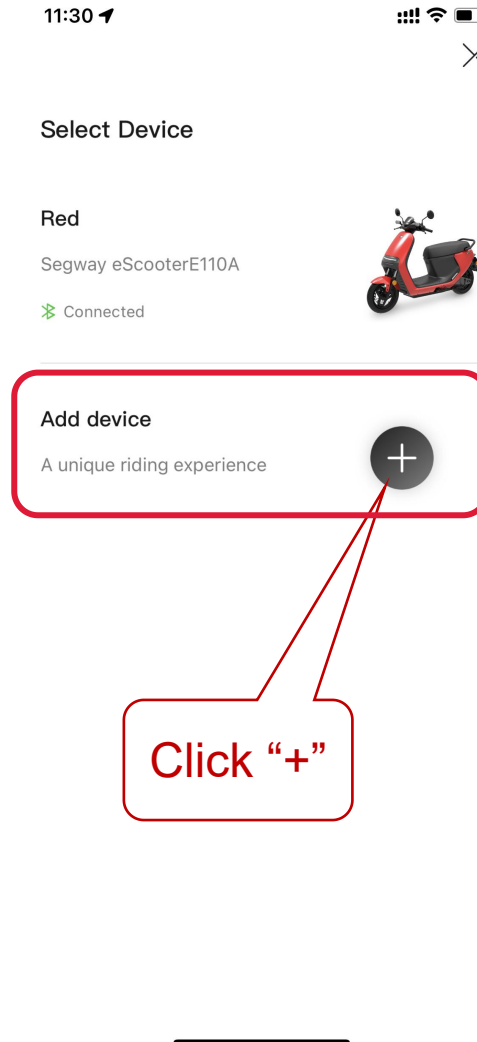 11:30
Select Device
Red
Segway eScooterE110A
Connected
Add device
A unique riding experience
Click “+”